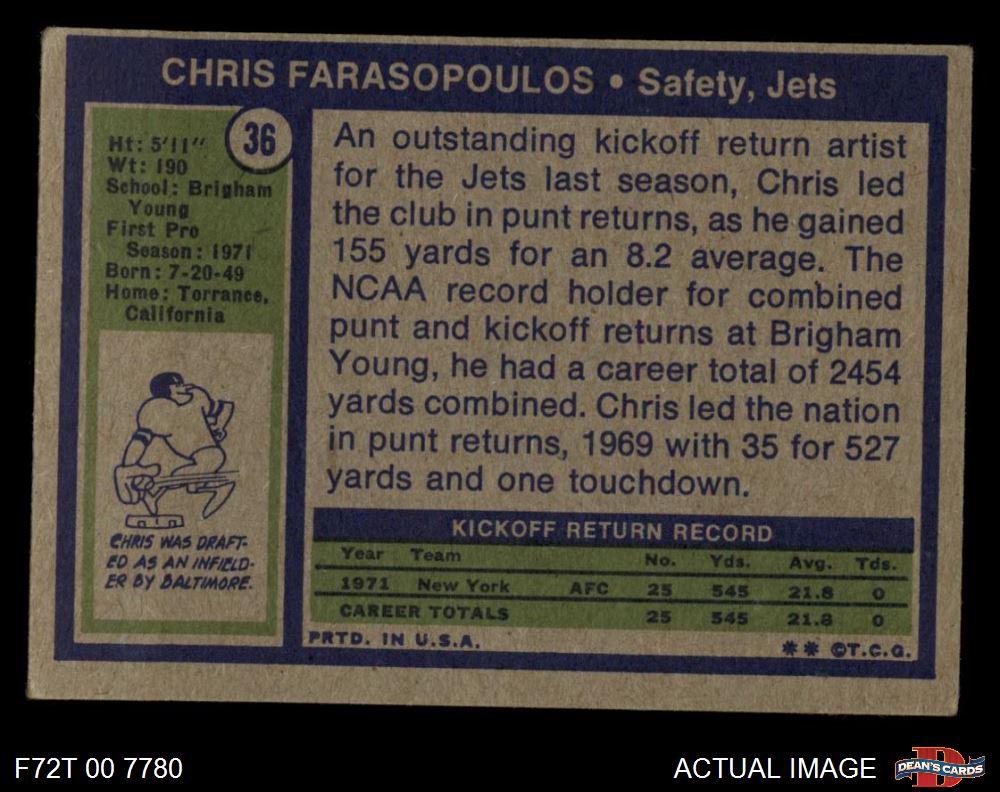 CHRIS FARASOPOULOS • Safety, Jets
36
Ht: 5'11"
Wt: 190
School: Brigham
Young
First Pro
Season: 1971
Born: 7-20-49
Home: Torrance,
California
CHRIS WAS DRAFT-
ED AS AN INFIELD-
ER BY BALTIMORE.
An outstanding kickoff return artist
for the Jets last season, Chris led
the club in punt returns, as he gained
155 yards for an 8.2 average. The
NCAA record holder for combined
punt and kickoff returns at Brigham
Young, he had a career total of 2454
yards combined. Chris led the nation
in punt returns, 1969 with 35 for 527
yards and one touchdown.
KICKOFF RETURN RECORD
Year Team No. Yds. Avg. Tds.
1971 New York AFC 25 545 21.8 0
CAREER TOTALS 25 545 21.8 0
PRTD. IN U.S.A. ** ©T.C.G.
F72T 00 7780 ACTUAL IMAGE DEAN'S CARDS